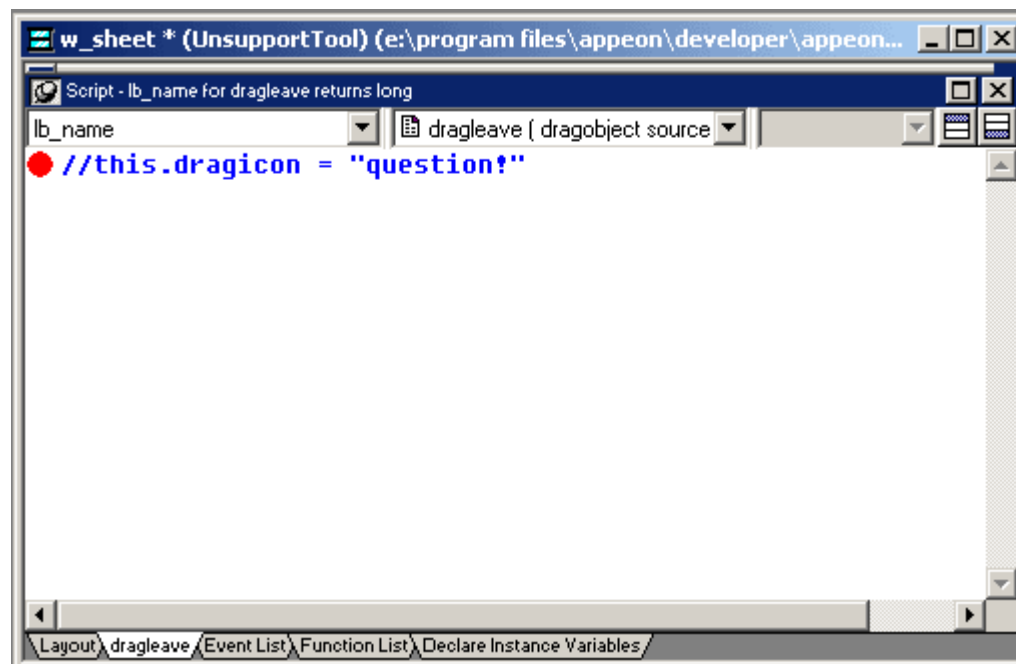 w_sheet * (UnsupportTool) (e:\program files\appeon\developer\appeon...
Script - lb_name for dragleave returns long
lb_name
dragleave ( dragobject source
//this.dragicon = "question!"
Layout
dragleave
Event List
Function List
Declare Instance Variables